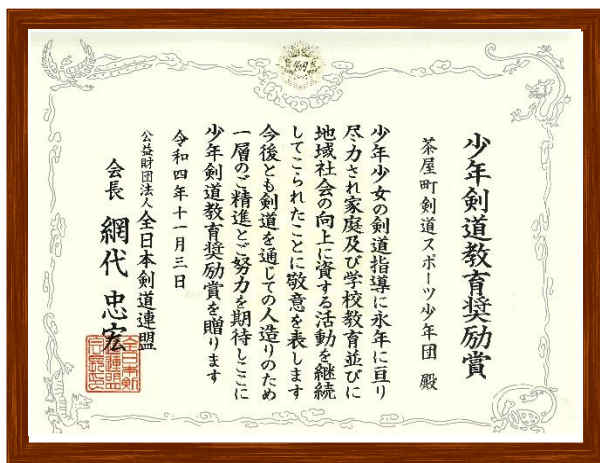 少年剣道教育奨励賞
茶屋町剣道スポーツ少年団 殿
少年少女の剣道指導に永年に亘り
尽力され家庭及び学校教育並びに
地域社会の向上に資する活動を継続
してこられたことに敬意を表します
今後とも剣道を通じての人造りのため
一層のご精進とご努力を期待しここに
少年剣道教育奨励賞を贈ります
令和四年十一月三日
公益財団法人全日本剣道連盟
会長 網代忠宏